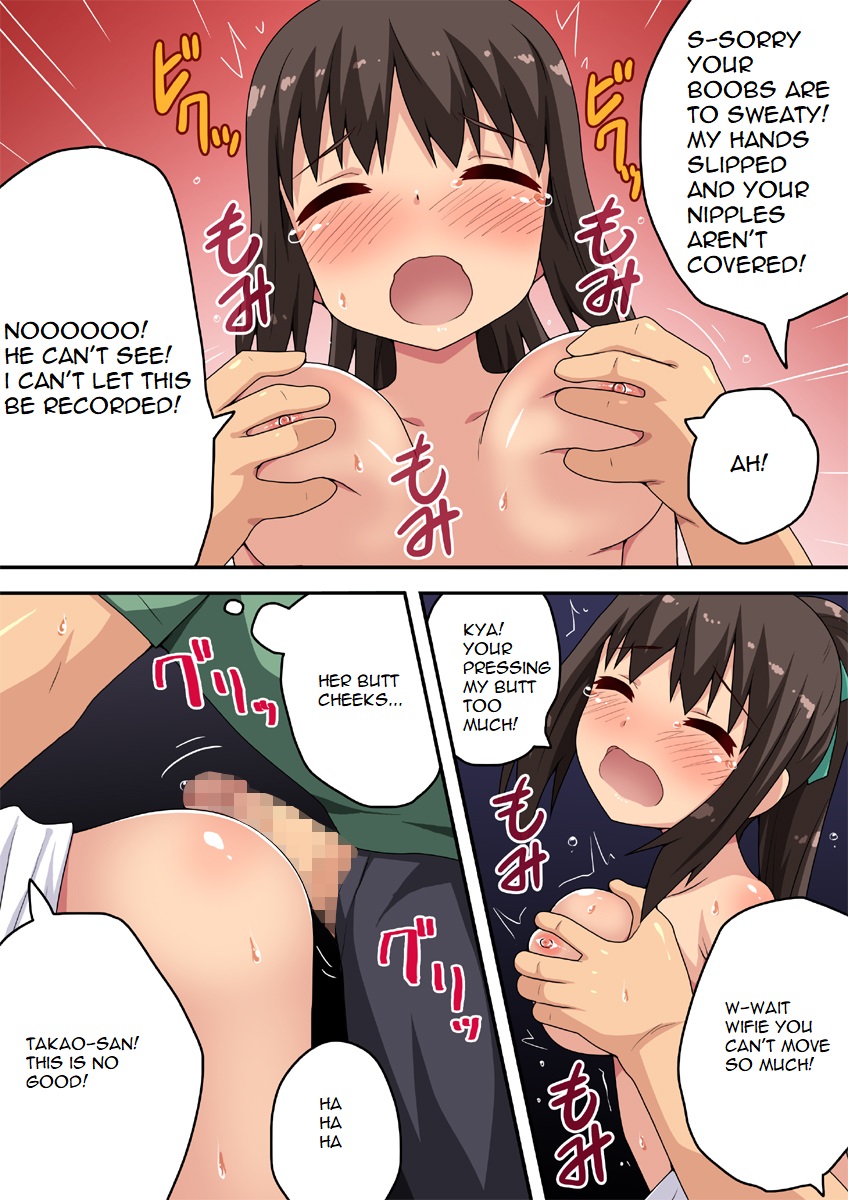 S-SORRY
YOUR
BOOBS ARE
TO SWEATY!
MY HANDS
SLIPPED
AND YOUR
NIPPLES
AREN'T
COVERED!
ビクッ
ビクッ
もみ
もみ
もみ
AH!
NOOOOOO!
HE CAN'T SEE!
I CAN'T LET THIS
BE RECORDED!
KYA!
YOUR
PRESSING
MY BUTT
TOO
MUCH!
もみ
もみ
W-WAIT
WIFIE YOU
CAN'T MOVE
SO MUCH!
HER BUTT
CHEEKS...
グリッ
グリッ
TAKAO-SAN!
THIS IS NO
GOOD!
HA
HA
HA